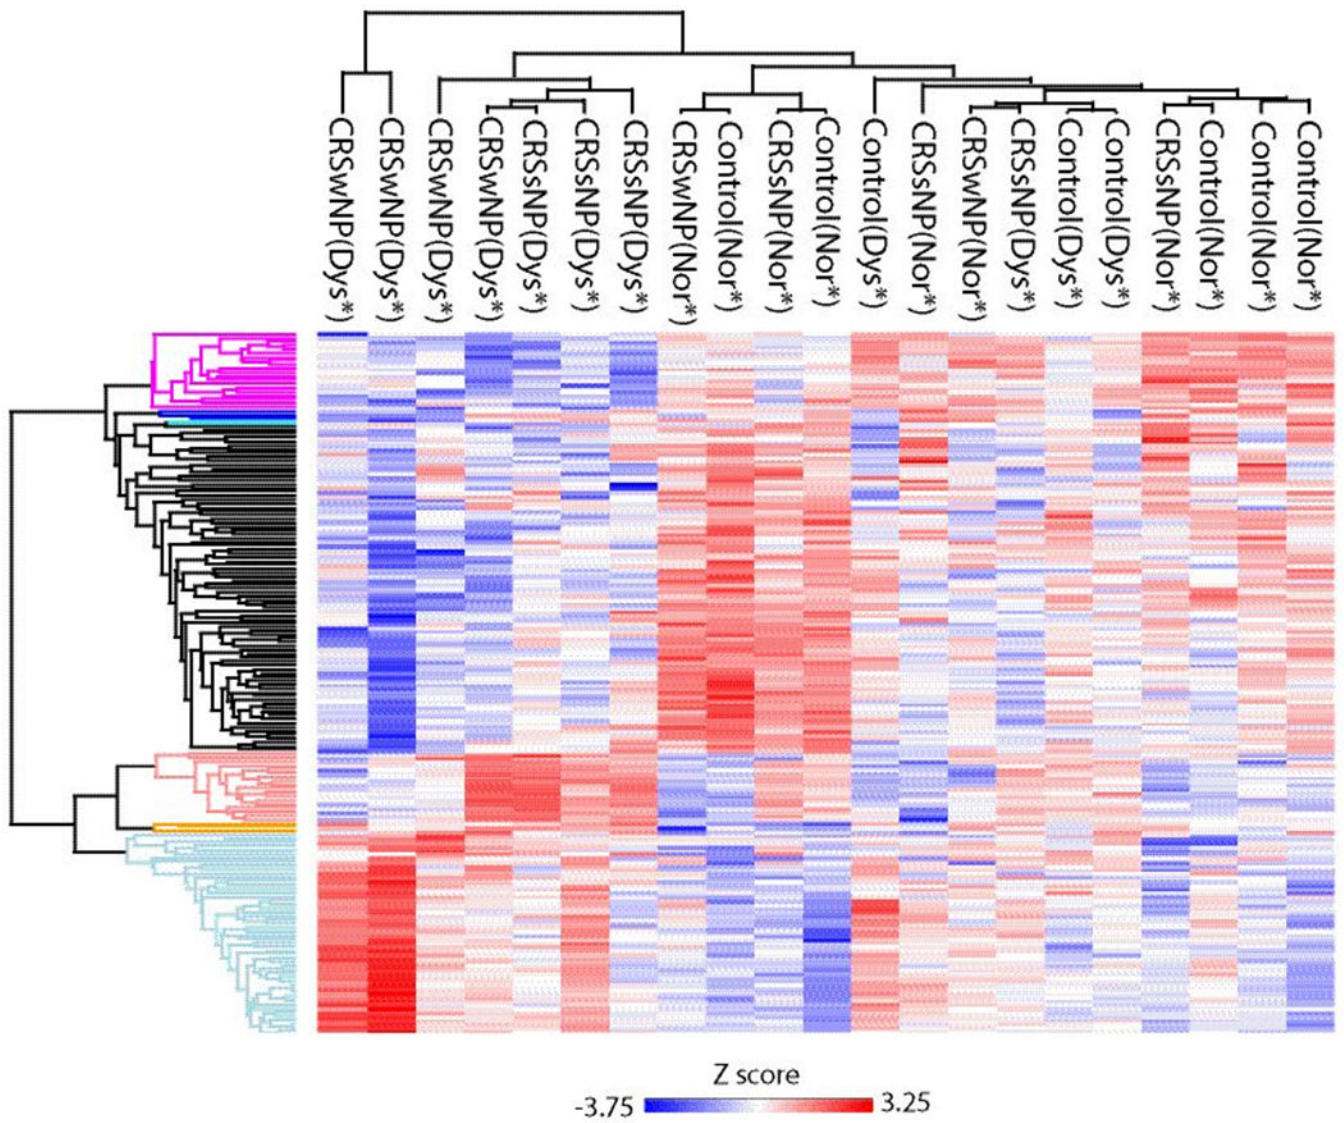 CRSwNP(Dys*)
CRSwNP(Dys*)
CRSwNP(Dys*)
CRSwNP(Dys*)
CRSsNP(Dys*)
CRSsNP(Dys*)
CRSsNP(Dys*)
CRSwNP(Nor*)
Control(Nor*)
CRSsNP(Nor*)
Control(Nor*)
Control(Dys*)
CRSsNP(Nor*)
CRSwNP(Nor*)
CRSsNP(Dys*)
Control(Dys*)
Control(Dys*)
CRSsNP(Nor*)
Control(Nor*)
Control(Nor*)
Control(Nor*)
Z score
-3.75 3.25